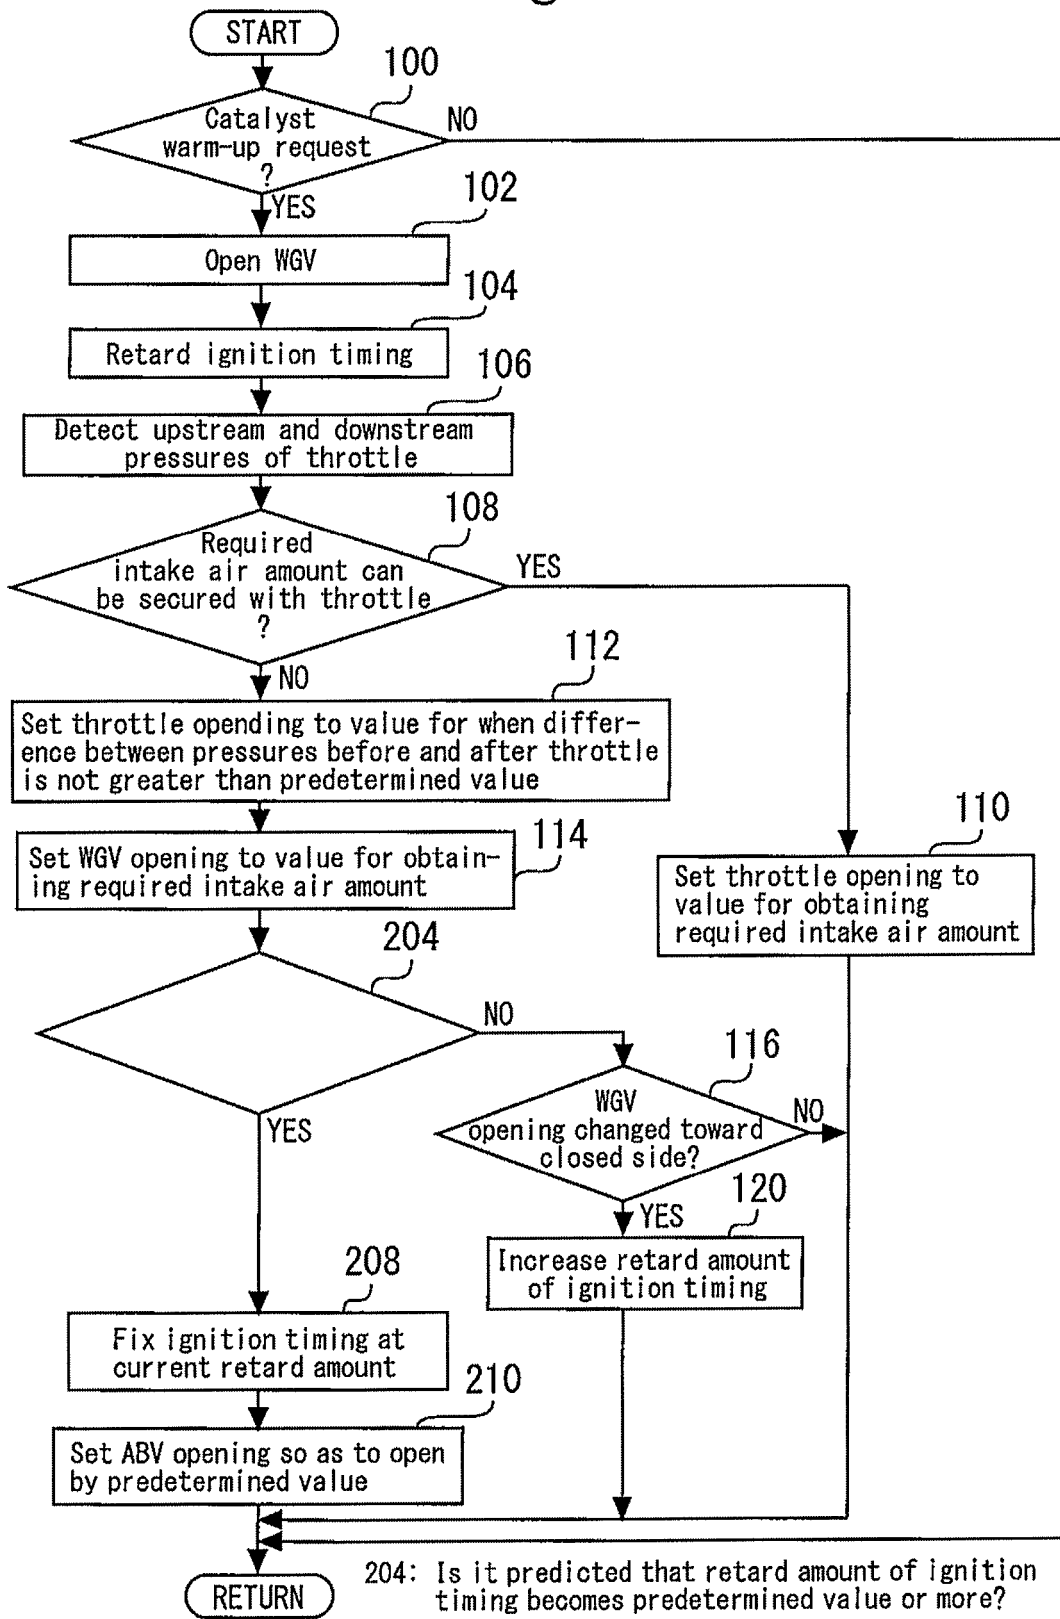 START
100
Catalyst
warm-up request
?
NO
YES
102
Open WGV
104
Retard ignition timing
106
Detect upstream and downstream
pressures of throttle
108
Required
intake air amount can
be secured with throttle
?
YES
NO
112
Set throttle opending to value for when differ-
ence between pressures before and after throttle
is not greater than predetermined value
114
Set WGV opening to value for obtain-
ing required intake air amount
110
Set throttle opening to
value for obtaining
required intake air amount
204
NO
YES
116
WGV
opening changed toward
closed side?
NO
YES
120
Increase retard amount
of ignition timing
208
Fix ignition timing at
current retard amount
210
Set ABV opening so as to open
by predetermined value
RETURN
204: Is it predicted that retard amount of ignition
timing becomes predetermined value or more?